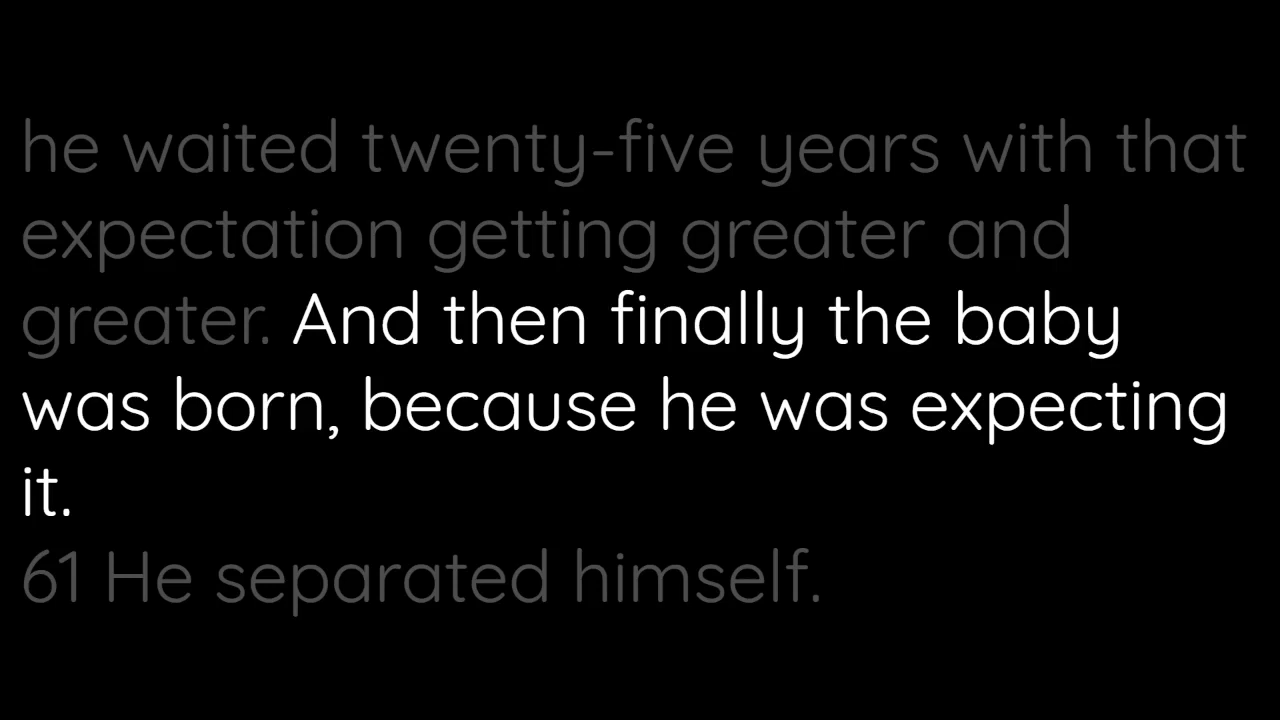 he waited twenty-five years with that
expectation getting greater and
greater. And then finally the baby
was born, because he was expecting
it.
61 He separated himself.